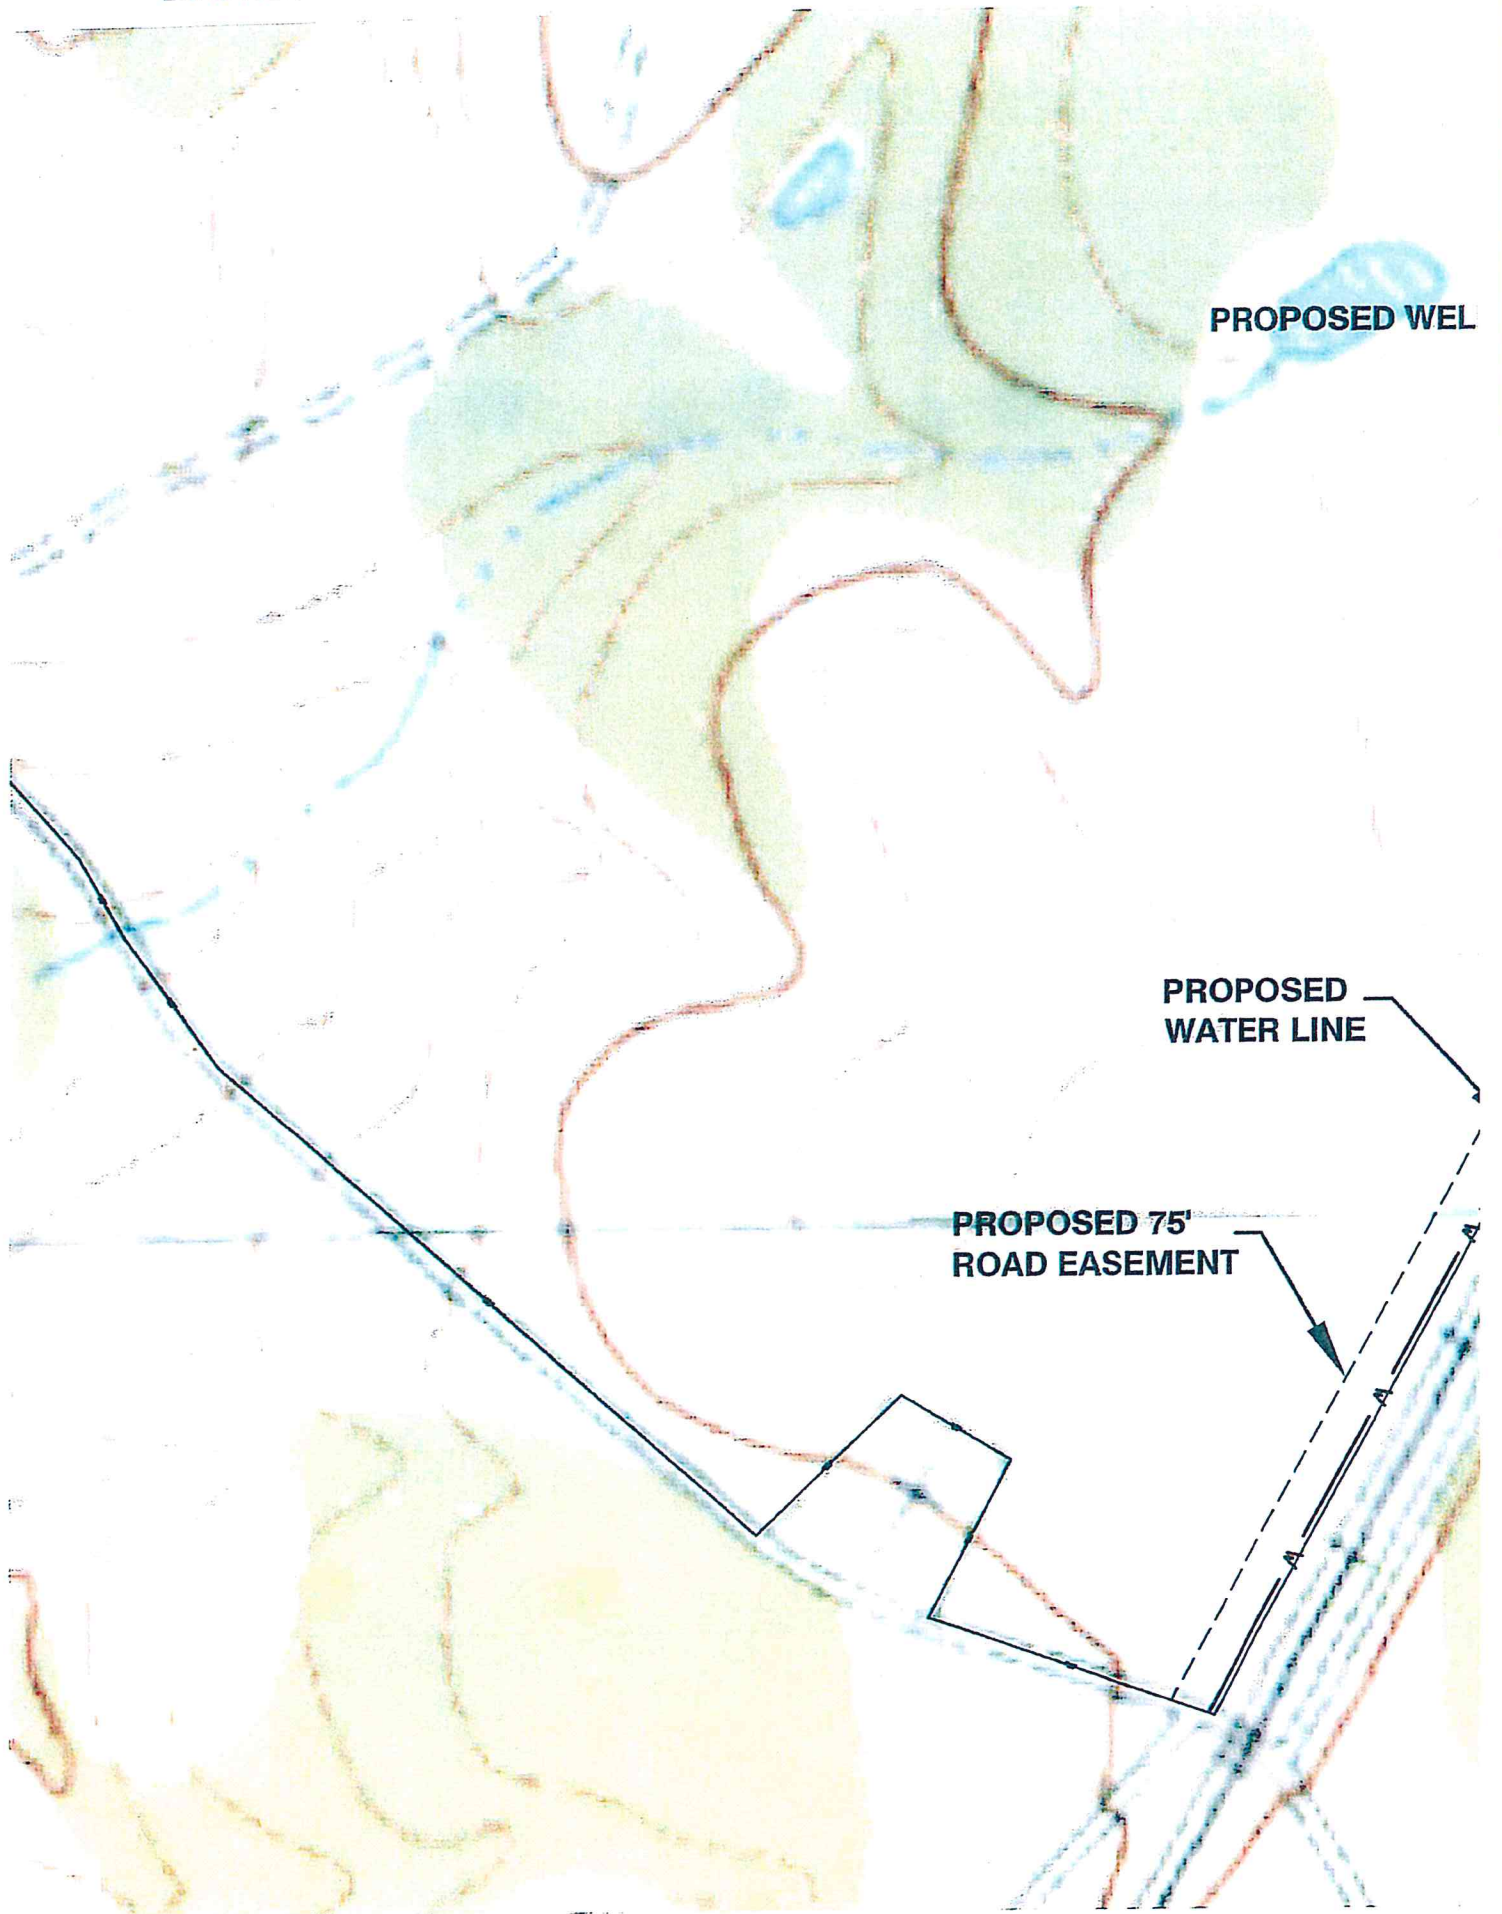 PROPOSED WEL
PROPOSED
WATER LINE
PROPOSED 75'
ROAD EASEMENT
W
W
W